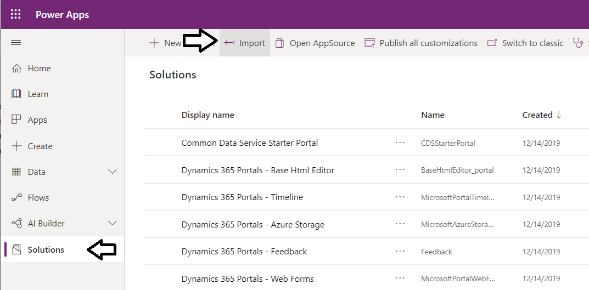 Power Apps
New Import Open AppSource Publish all customizations Switch to classic
Home
Learn
Apps
Create
Data
Flows
AI Builder
Solutions
Solutions
Display name Name Created
Common Data Service Starter Portal ... CDSStarterPortal 12/14/2019
Dynamics 365 Portals - Base Html Editor ... BaseHtmlEditor_portal 12/14/2019
Dynamics 365 Portals - Timeline ... MicrosoftPortalTimel... 12/14/2019
Dynamics 365 Portals - Azure Storage ... MicrosoftAzureStora... 12/14/2019
Dynamics 365 Portals - Feedback ... Feedback 12/14/2019
Dynamics 365 Portals - Web Forms ... MicrosoftPortalWebF... 12/14/2019